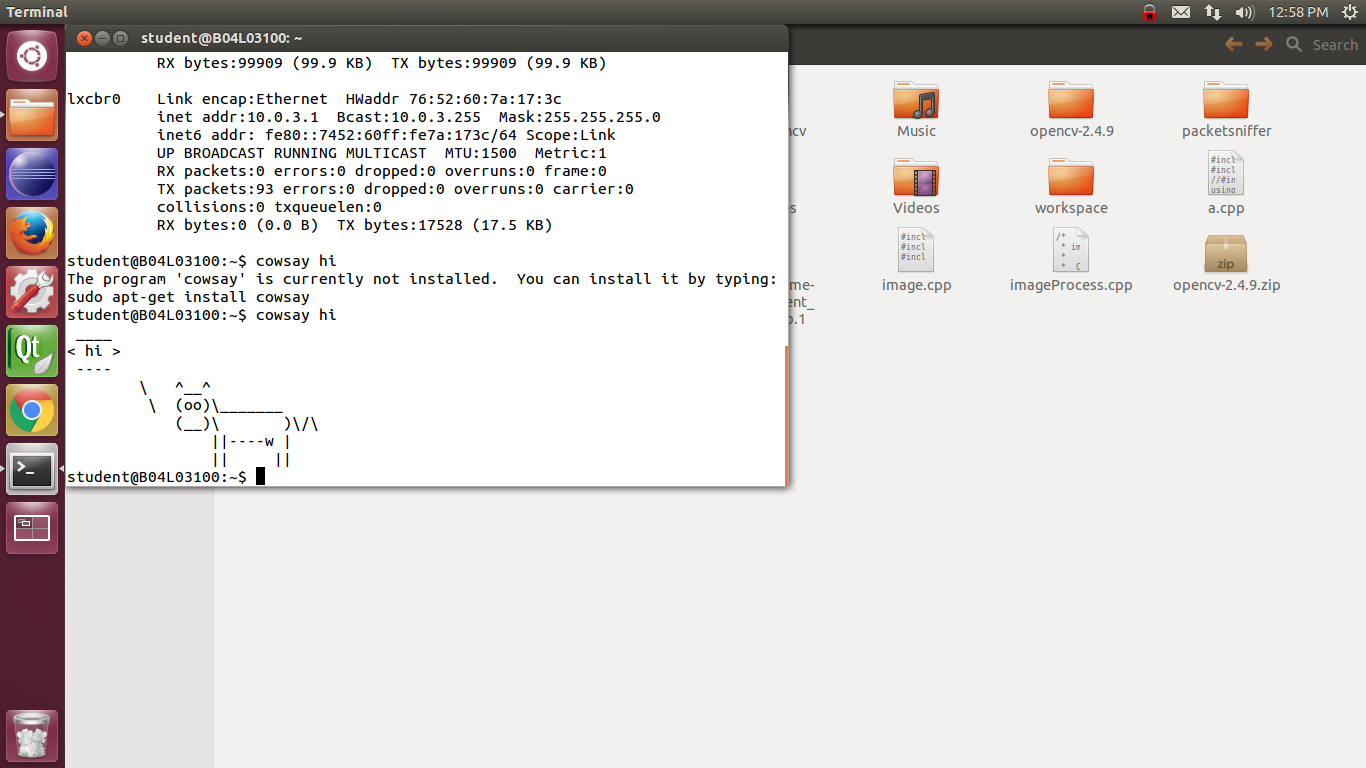 Terminal
12:58 PM
student@B04L03100: ~
Search
RX bytes:99909 (99.9 KB)  TX bytes:99909 (99.9 KB)
lxcbr0    Link encap:Ethernet  HWaddr 76:52:60:7a:17:3c
inet addr:10.0.3.1  Bcast:10.0.3.255  Mask:255.255.255.0
inet6 addr: fe80::7452:60ff:fe7a:173c/64 Scope:Link
UP BROADCAST RUNNING MULTICAST  MTU:1500  Metric:1
RX packets:0 errors:0 dropped:0 overruns:0 frame:0
TX packets:93 errors:0 dropped:0 overruns:0 carrier:0
collisions:0 txqueuelen:0
RX bytes:0 (0.0 B)  TX bytes:17528 (17.5 KB)
student@B04L03100:~$ cowsay hi
The program 'cowsay' is currently not installed.  You can install it by typing:
sudo apt-get install cowsay
student@B04L03100:~$ cowsay hi
 ____
< hi >
 ----
        \   ^__^
         \  (oo)\_______
            (__)\       )\/\
                ||----w |
                ||     ||
student@B04L03100:~$
ncv
Music
opencv-2.4.9
packetsniffer
es
Videos
workspace
#incl
#incl
//#in
using
a.cpp
me-
ent_
o.1
#incl
#incl
#incl
image.cpp
/*
* im
*
* C
imageProcess.cpp
zip
opencv-2.4.9.zip
Qt